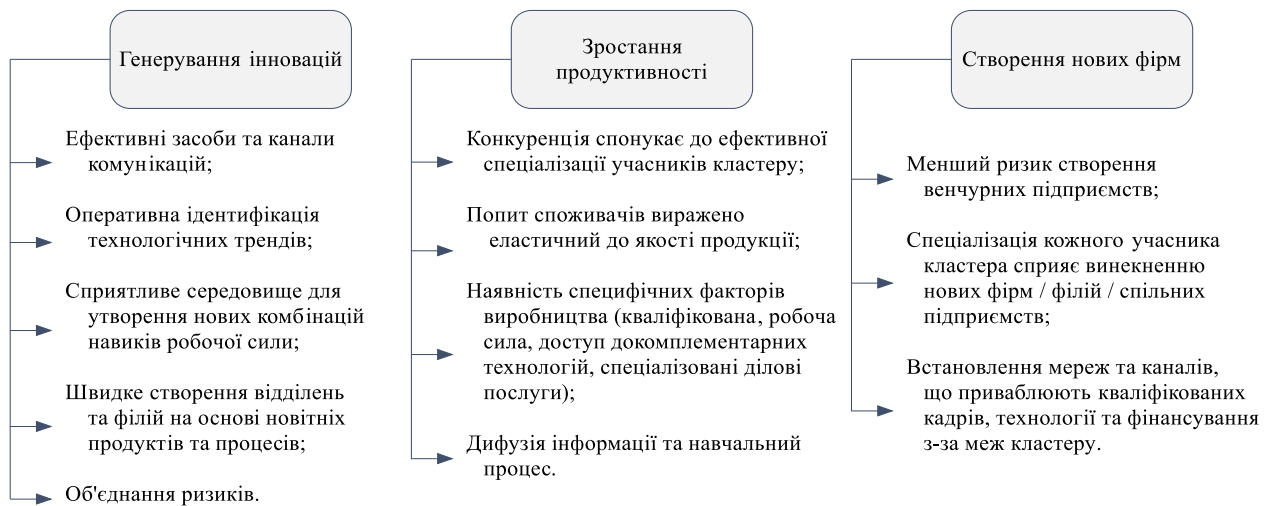 Генерування інновацій
Ефективні засоби та канали
комунікацій;
Оперативна ідентифікація
технологічних трендів;
Сприятливе середовище для
утворення нових комбінацій
навиків робочої сили;
Швидке створення відділень
та філій на основі новітніх
продуктів та процесів;
Об'єднання ризиків.
Зростання
продуктивності
Конкуренція спонукає до ефективної
спеціалізації учасників кластеру;
Попит споживачів виражено
еластичний до якості продукції;
Наявність специфічних факторів
виробництва (кваліфікована, робоча
сила, доступ докомплементарних
технологій, спеціалізовані ділові
послуги);
Дифузія інформації та навчальний
процес.
Створення нових фірм
Менший ризик створення
венчурних підприємств;
Спеціалізація кожного учасника
кластера сприяє винекненню
нових фірм / філій / спільних
підприємств;
Встановлення мереж та каналів,
що приваблюють кваліфікованих
кадрів, технології та фінансування
з-за меж кластеру.